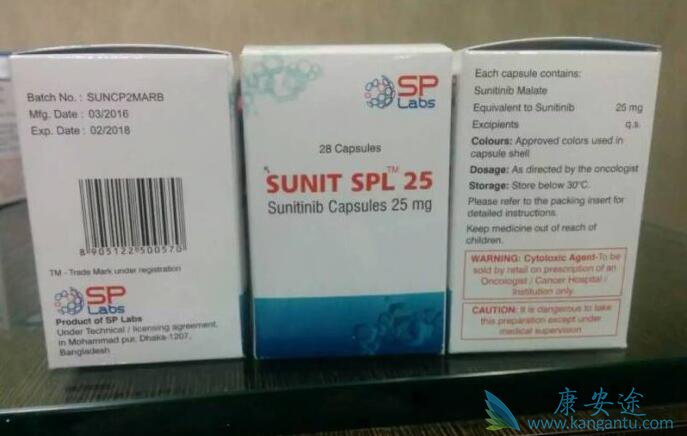 Batch No. : SUNCP2MARB
Mfg. Date : 03/2016
Exp. Date : 02/2018
8 905122 500570
TM - Trade Mark under registration
SP
Labs
Product of SP Labs
Under Technical / licensing agreement,
in Mohammad pur, Dhaka-1207,
Bangladesh
SP
Labs
28 Capsules
SUNIT SPL™ 25
Sunitinib Capsules 25 mg
Each capsule contains:
Sunitinib Malate
Equivalent to Sunitinib 25 mg
Excipients q.s.
Colours: Approved colors used in
capsule shell
Dosage: As directed by the oncologist
Storage: Store below 30°C.
Please refer to the packing insert for
detailed instructions.
Keep medicine out of reach of
children.
WARNING: Cytoloxic Agent-To be
sold by retail on prescription of an
Oncologist / Cancer Hospital /
Institution only
CAUTION: It is dangerous to take
this preparation except under
medical supervision
康安途
www.kangantu.com